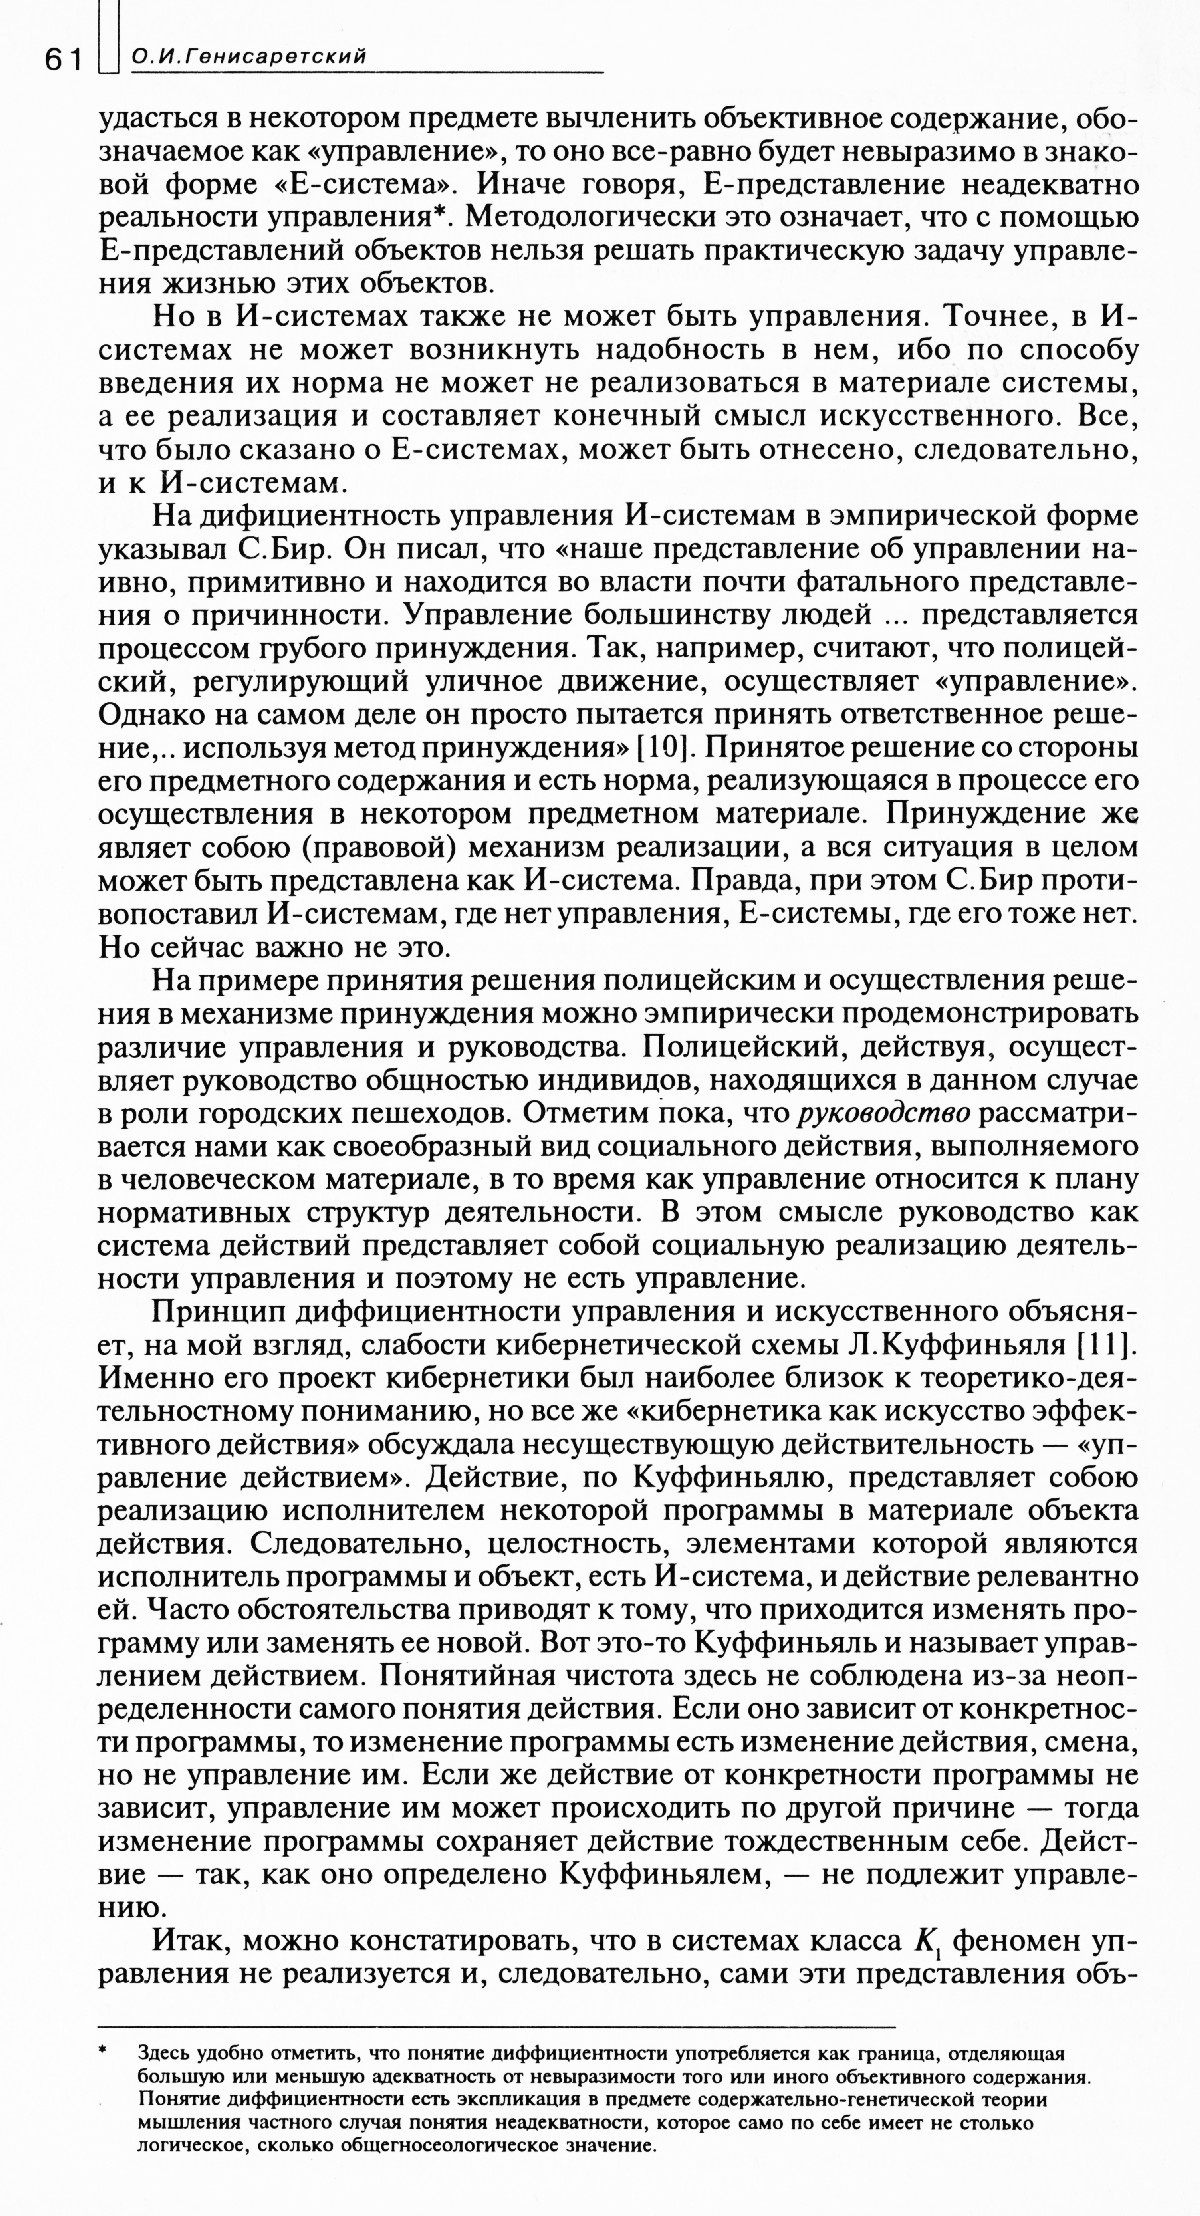 61
О.И.Генисаретский
удасться в некотором предмете вычленить объективное содержание, обо-
значаемое как «управление», то оно все-равно будет невыразимо в знако-
вой форме «Е-система». Иначе говоря, Е-представление неадекватно
реальности управления*. Методологически это означает, что с помощью
Е-представлений объектов нельзя решать практическую задачу управле-
ния жизнью этих объектов.
Но в И-системах также не может быть управления. Точнее, в И-
системах не может возникнуть надобность в нем, ибо по способу
введения их норма не может не реализоваться в материале системы,
а ее реализация и составляет конечный смысл искусственного. Все,
что было сказано о Е-системах, может быть отнесено, следовательно,
и к И-системам.
На дифициентность управления И-системам в эмпирической форме
указывал С.Бир. Он писал, что «наше представление об управлении на-
ивно, примитивно и находится во власти почти фатального представле-
ния о причинности. Управление большинству людей ... представляется
процессом грубого принуждения. Так, например, считают, что полицей-
ский, регулирующий уличное движение, осуществляет «управление».
Однако на самом деле он просто пытается принять ответственное реше-
ние,.. используя метод принуждения» [10]. Принятое решение со стороны
его предметного содержания и есть норма, реализующаяся в процессе его
осуществления в некотором предметном материале. Принуждение же
являет собою (правовой) механизм реализации, а вся ситуация в целом
может быть представлена как И-система. Правда, при этом С.Бир проти-
вопоставил И-системам, где нет управления, Е-системы, где его тоже нет.
Но сейчас важно не это.
На примере принятия решения полицейским и осуществления реше-
ния в механизме принуждения можно эмпирически продемонстрировать
различие управления и руководства. Полицейский, действуя, осущест-
вляет руководство общностью индивидов, находящихся в данном случае
в роли городских пешеходов. Отметим пока, что руководство рассматри-
вается нами как своеобразный вид социального действия, выполняемого
в человеческом материале, в то время как управление относится к плану
нормативных структур деятельности. В этом смысле руководство как
система действий представляет собой социальную реализацию деятель-
ности управления и поэтому не есть управление.
Принцип диффициентности управления и искусственного объясня-
ет, на мой взгляд, слабости кибернетической схемы Л.Куффиньяля [11].
Именно его проект кибернетики был наиболее близок к теоретико-дея-
тельностному пониманию, но все же «кибернетика как искусство эффек-
тивного действия» обсуждала несуществующую действительность — «уп-
равление действием». Действие, по Куффиньялю, представляет собою
реализацию исполнителем некоторой программы в материале объекта
действия. Следовательно, целостность, элементами которой являются
исполнитель программы и объект, есть И-система, и действие релевантно
ей. Часто обстоятельства приводят к тому, что приходится изменять про-
грамму или заменять ее новой. Вот это-то Куффиньяль и называет управ-
лением действием. Понятийная чистота здесь не соблюдена из-за неоп-
ределенности самого понятия действия. Если оно зависит от конкретнос-
ти программы, то изменение программы есть изменение действия, смена,
но не управление им. Если же действие от конкретности программы не
зависит, управление им может происходить по другой причине — тогда
изменение программы сохраняет действие тождественным себе. Дейст-
вие — так, как оно определено Куффиньялем, — не подлежит управле-
нию.
Итак, можно констатировать, что в системах класса K₁ феномен уп-
равления не реализуется и, следовательно, сами эти представления объ-
* Здесь удобно отметить, что понятие диффициентности употребляется как граница, отделяющая
большую или меньшую адекватность от невыразимости того или иного объективного содержания.
Понятие диффициентности есть экспликация в предмете содержательно-генетической теории
мышления частного случая понятия неадекватности, которое само по себе имеет не столько
логическое, сколько общегносеологическое значение.